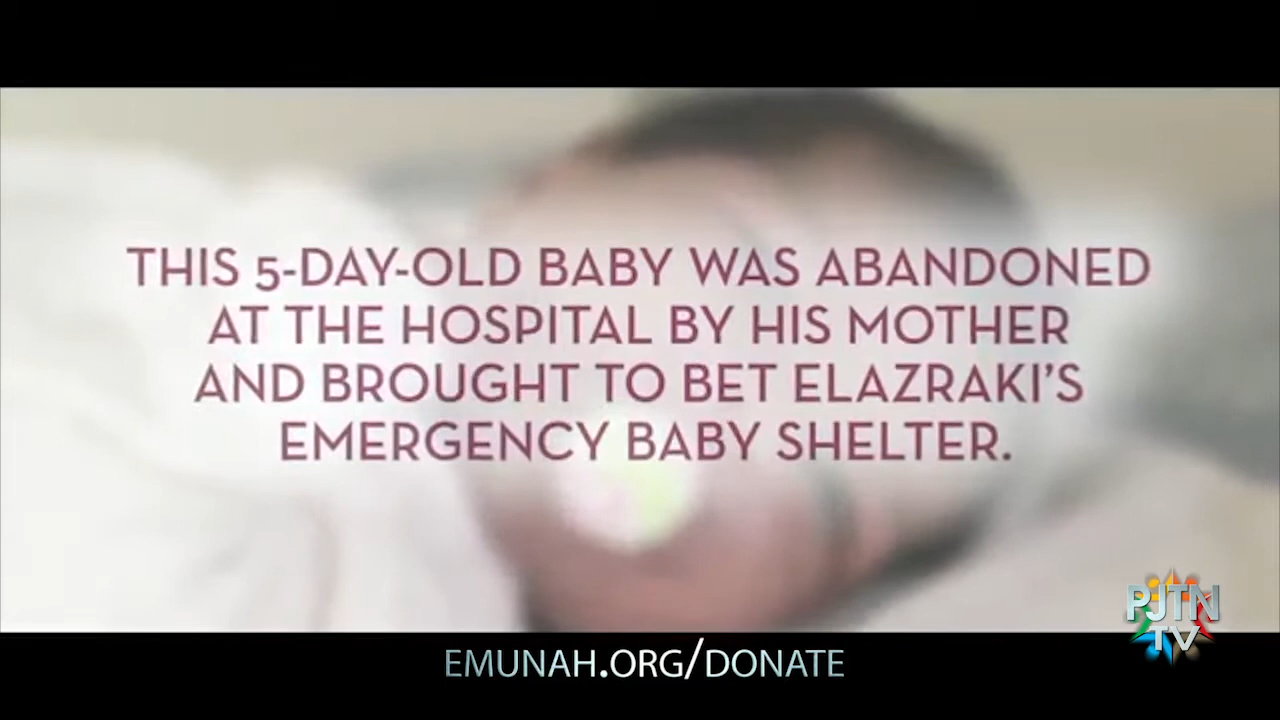 THIS 5-DAY-OLD BABY WAS ABANDONED
AT THE HOSPITAL BY HIS MOTHER
AND BROUGHT TO BET ELAZRAKI'S
EMERGENCY BABY SHELTER.
PJTN
TV
EMUNAH.ORG/DONATE